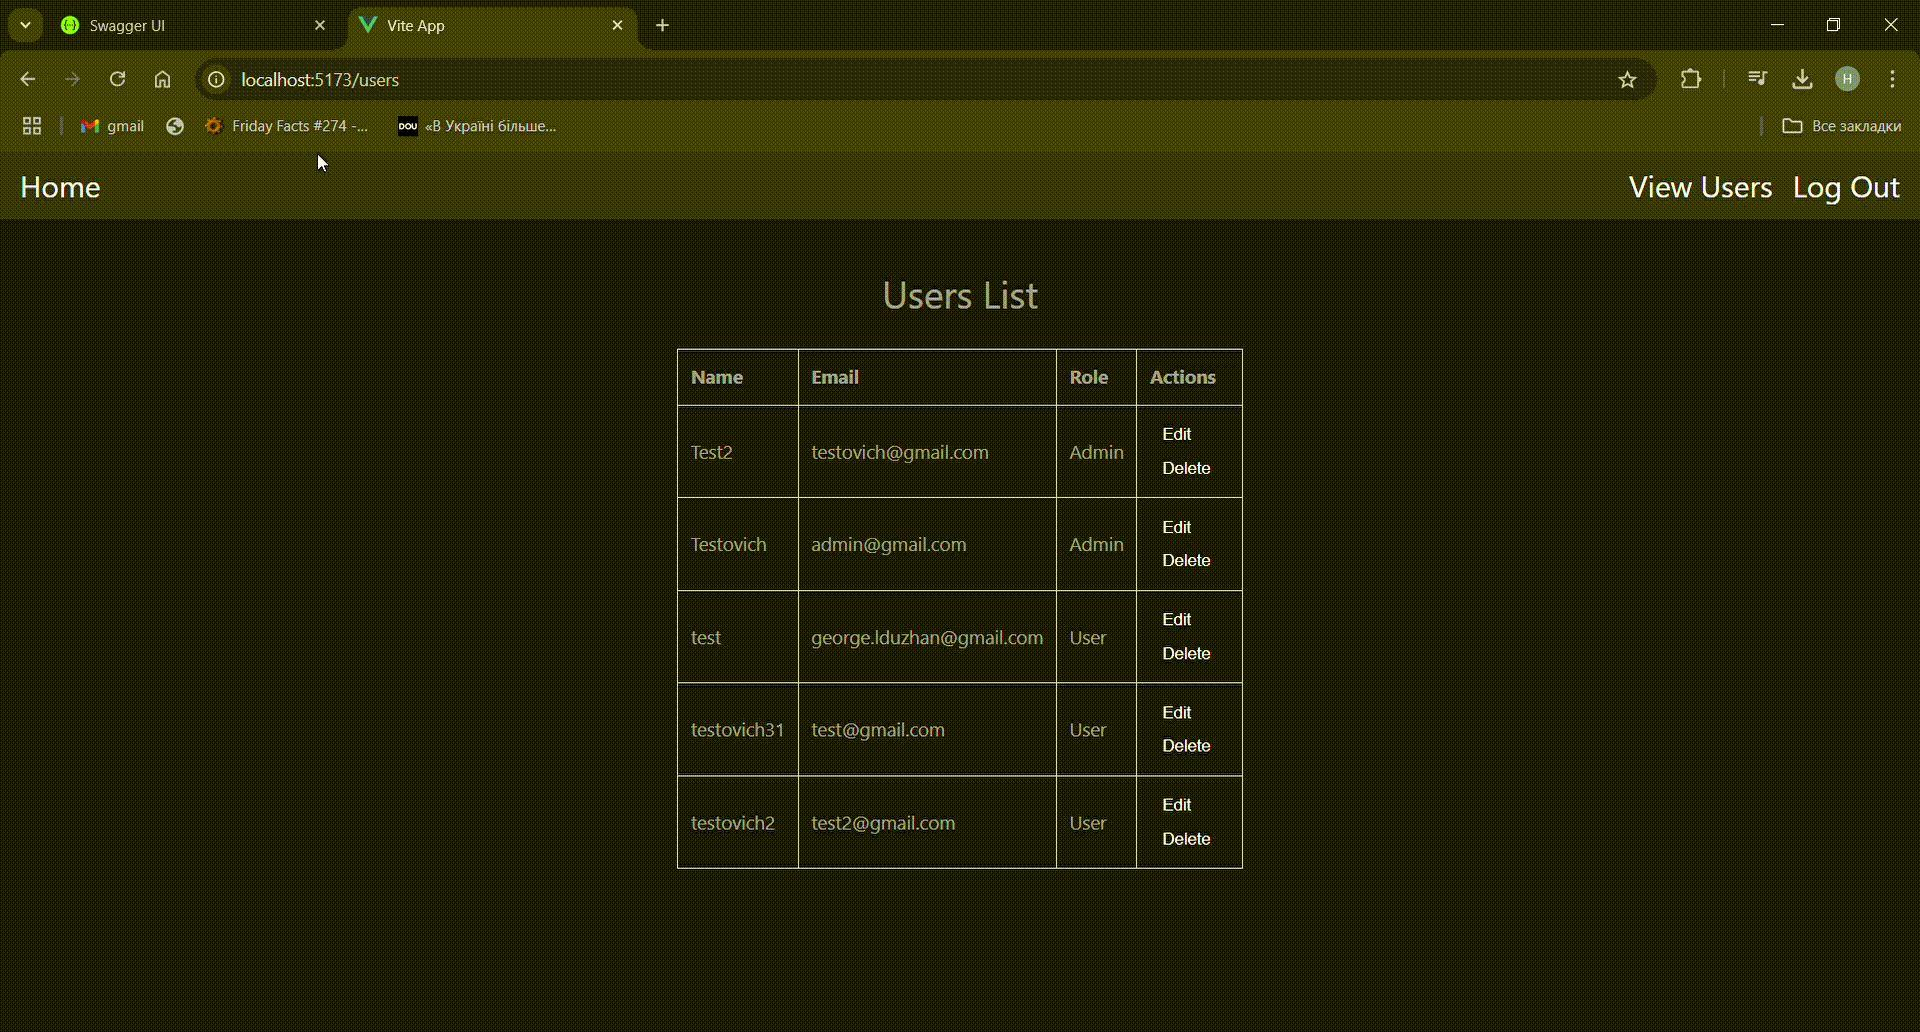 Swagger UI
Vite App
localhost:5173/users
gmail
Friday Facts #274 -...
DOU «В Україні більше...
Все закладки
H
Home
View Users
Log Out
Users List
Name Email Role Actions
Test2 testovich@gmail.com Admin Edit
Delete
Testovich admin@gmail.com Admin Edit
Delete
test george.lduzhan@gmail.com User Edit
Delete
testovich31 test@gmail.com User Edit
Delete
testovich2 test2@gmail.com User Edit
Delete